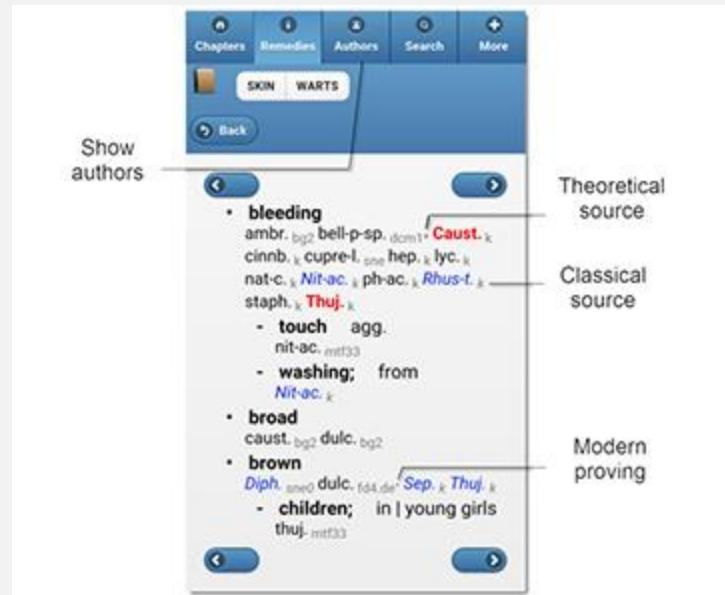 Chapters Remedies Authors Search More
SKIN WARTS
Back
Show
authors
Theoretical
source
Classical
source
Modern
proving
• bleeding
ambr. bg2 bell-p-sp. dcm1* Caust. k
cinnb. k cupre-l. sne hep. k lyc. k
nat-c. k Nit-ac. k ph-ac. k Rhus-t. k
staph. k Thuj. k
- touch agg.
nit-ac. mtf33
- washing; from
Nit-ac. k
• broad
caust. bg2 dulc. bg2
• brown
Diph. sne0 dulc. fd4.de* Sep. k Thuj. k
- children; in | young girls
thuj. mtf33